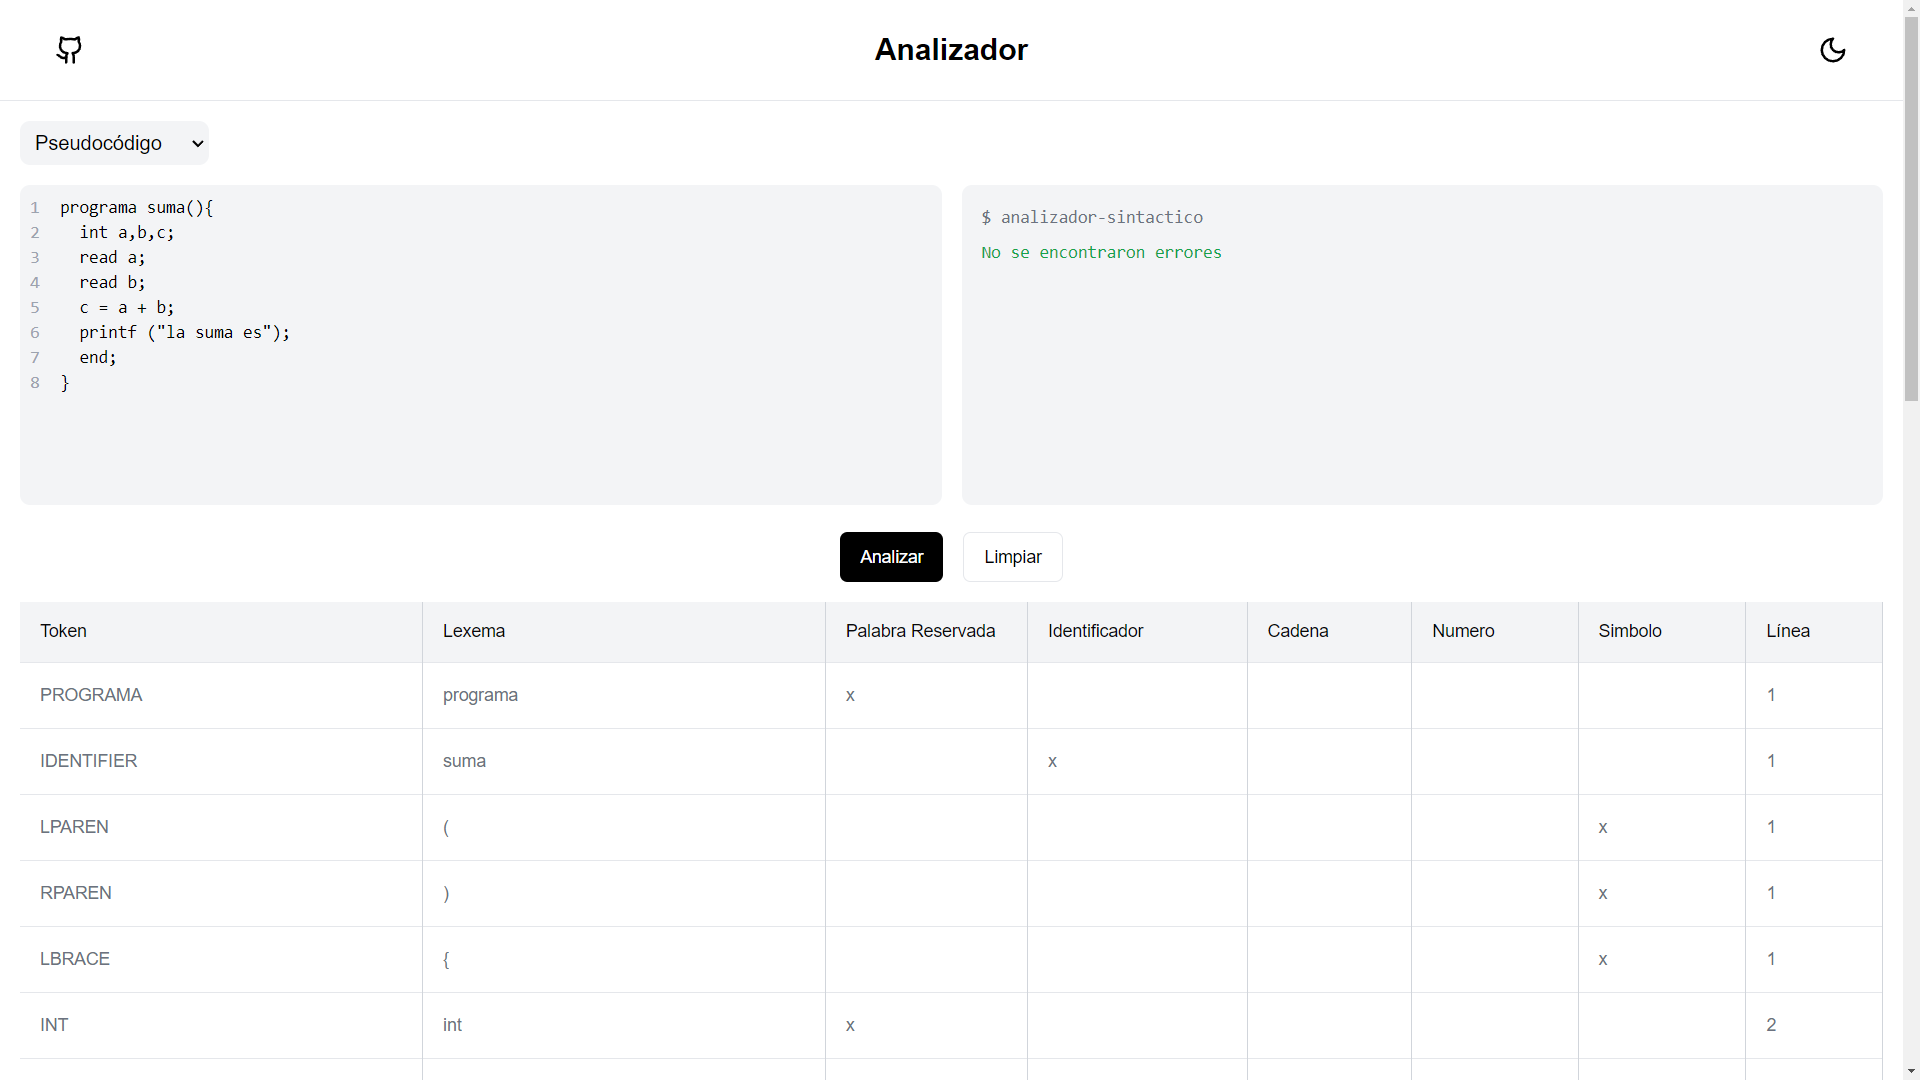 Analizador
Pseudocódigo
1 programa suma(){
2 int a,b,c;
3 read a;
4 read b;
5 c = a + b;
6 printf ("la suma es");
7 end;
8 }
$ analizador-sintactico
No se encontraron errores
Analizar Limpiar
Token Lexema Palabra Reservada Identificador Cadena Numero Simbolo Línea
PROGRAMA programa x 1
IDENTIFIER suma x 1
LPAREN ( x 1
RPAREN ) x 1
LBRACE { x 1
INT int x 2